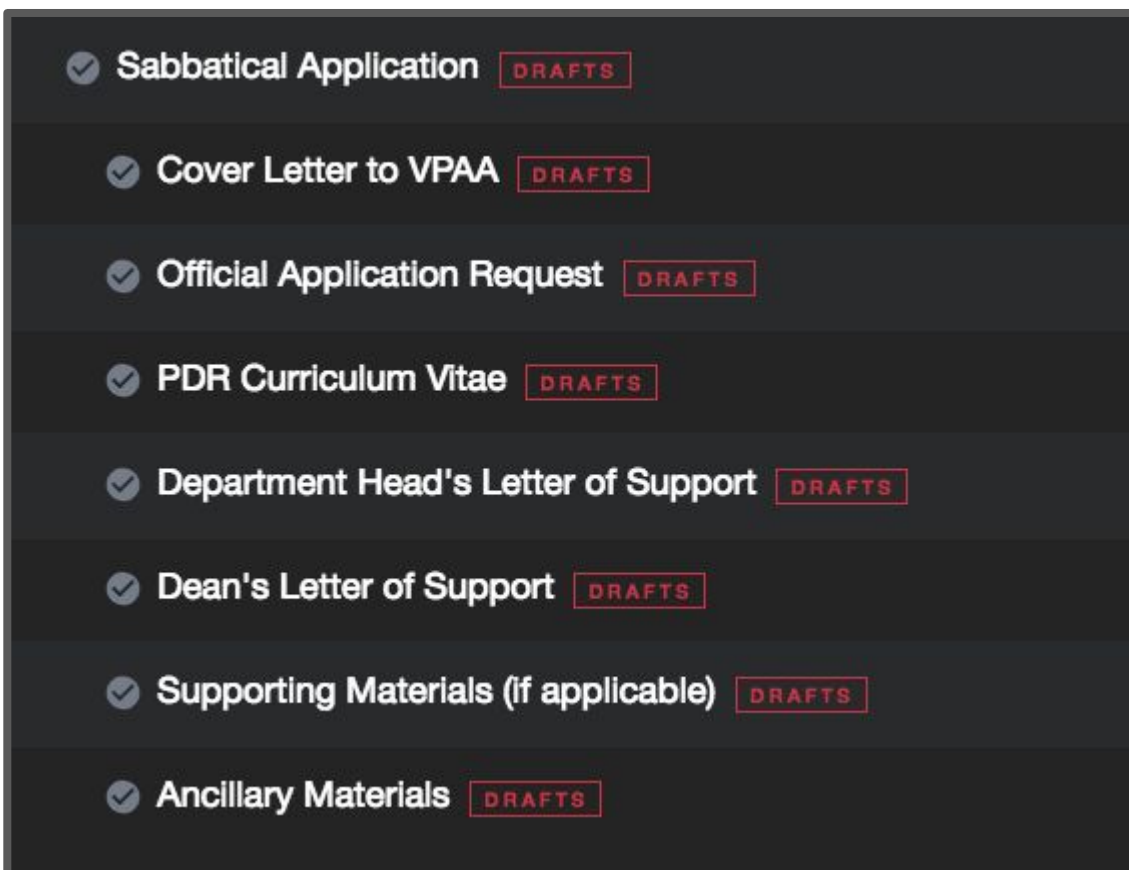 Sabbatical Application DRAFTS
Cover Letter to VPAA DRAFTS
Official Application Request DRAFTS
PDR Curriculum Vitae DRAFTS
Department Head's Letter of Support DRAFTS
Dean's Letter of Support DRAFTS
Supporting Materials (if applicable) DRAFTS
Ancillary Materials DRAFTS